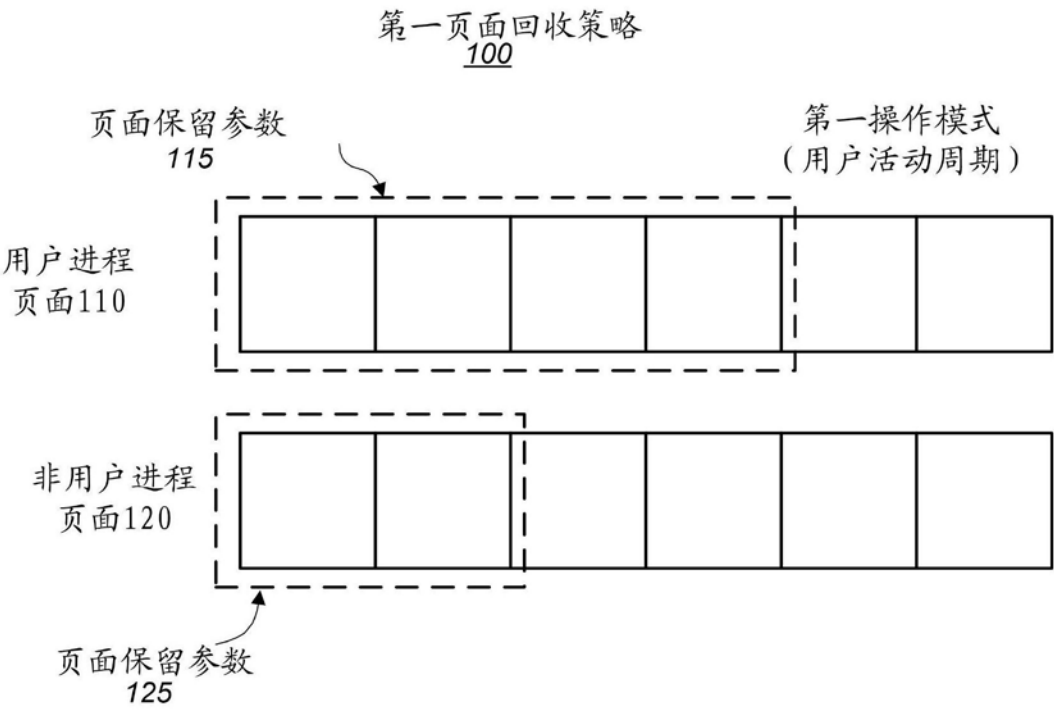 第一页面回收策略
100
页面保留参数
115
第一操作模式
(用户活动周期)
用户进程
页面110
非用户进程
页面120
页面保留参数
125